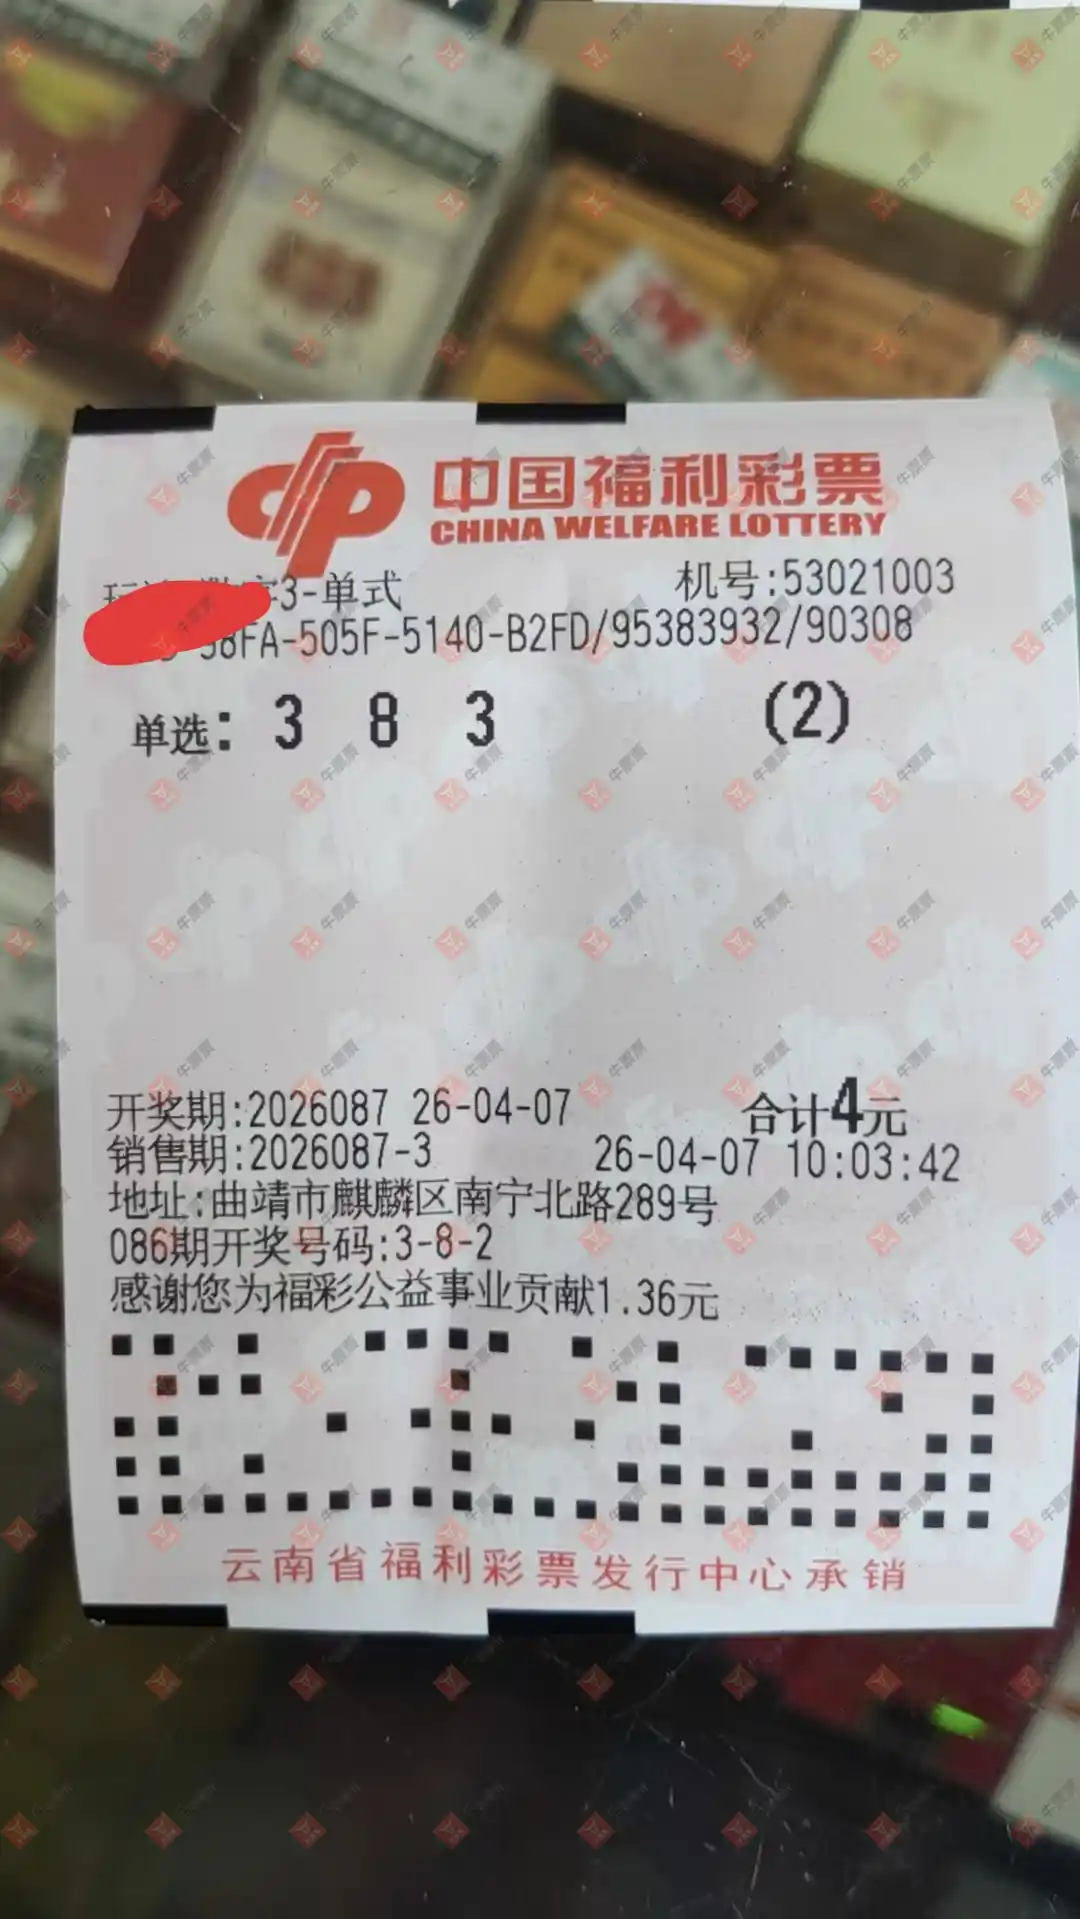 中国福利彩票
CHINA WELFARE LOTTERY
3-单式 机号:53021003
8FA-505F-5140-B2FD/95383932/90308
单选: 3 8 3 (2)
开奖期:2026087 26-04-07 合计4元
销售期:2026087-3 26-04-07 10:03:42
地址:曲靖市麒麟区南宁北路289号
086期开奖号码:3-8-2
感谢您为福彩公益事业贡献1.36元
云南省福利彩票发行中心承销
牛票票